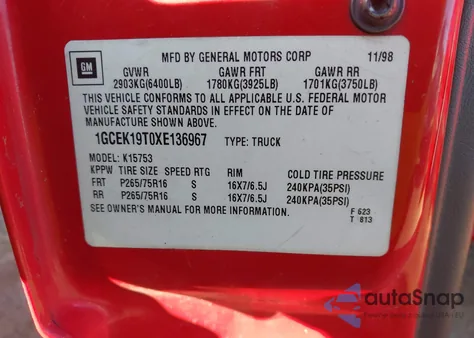 GM
MFD BY GENERAL MOTORS CORP 11/98
GVWR GAWR FRT GAWR RR
2903KG(6400LB) 1780KG(3925LB) 1701KG(3750LB)
THIS VEHICLE CONFORMS TO ALL APPLICABLE U.S. FEDERAL MOTOR
VEHICLE SAFETY STANDARDS IN EFFECT ON THE DATE OF
MANUFACTURE SHOWN ABOVE.
1GCEK19T0XE136967 TYPE: TRUCK
MODEL: K15753
KPPW TIRE SIZE SPEED RTG RIM COLD TIRE PRESSURE
FRT P265/75R16 S 16X7/6.5J 240KPA(35PSI)
RR P265/75R16 S 16X7/6.5J 240KPA(35PSI)
SEE OWNER'S MANUAL FOR MORE INFORMATION.
F 623
T 813
autoSnap